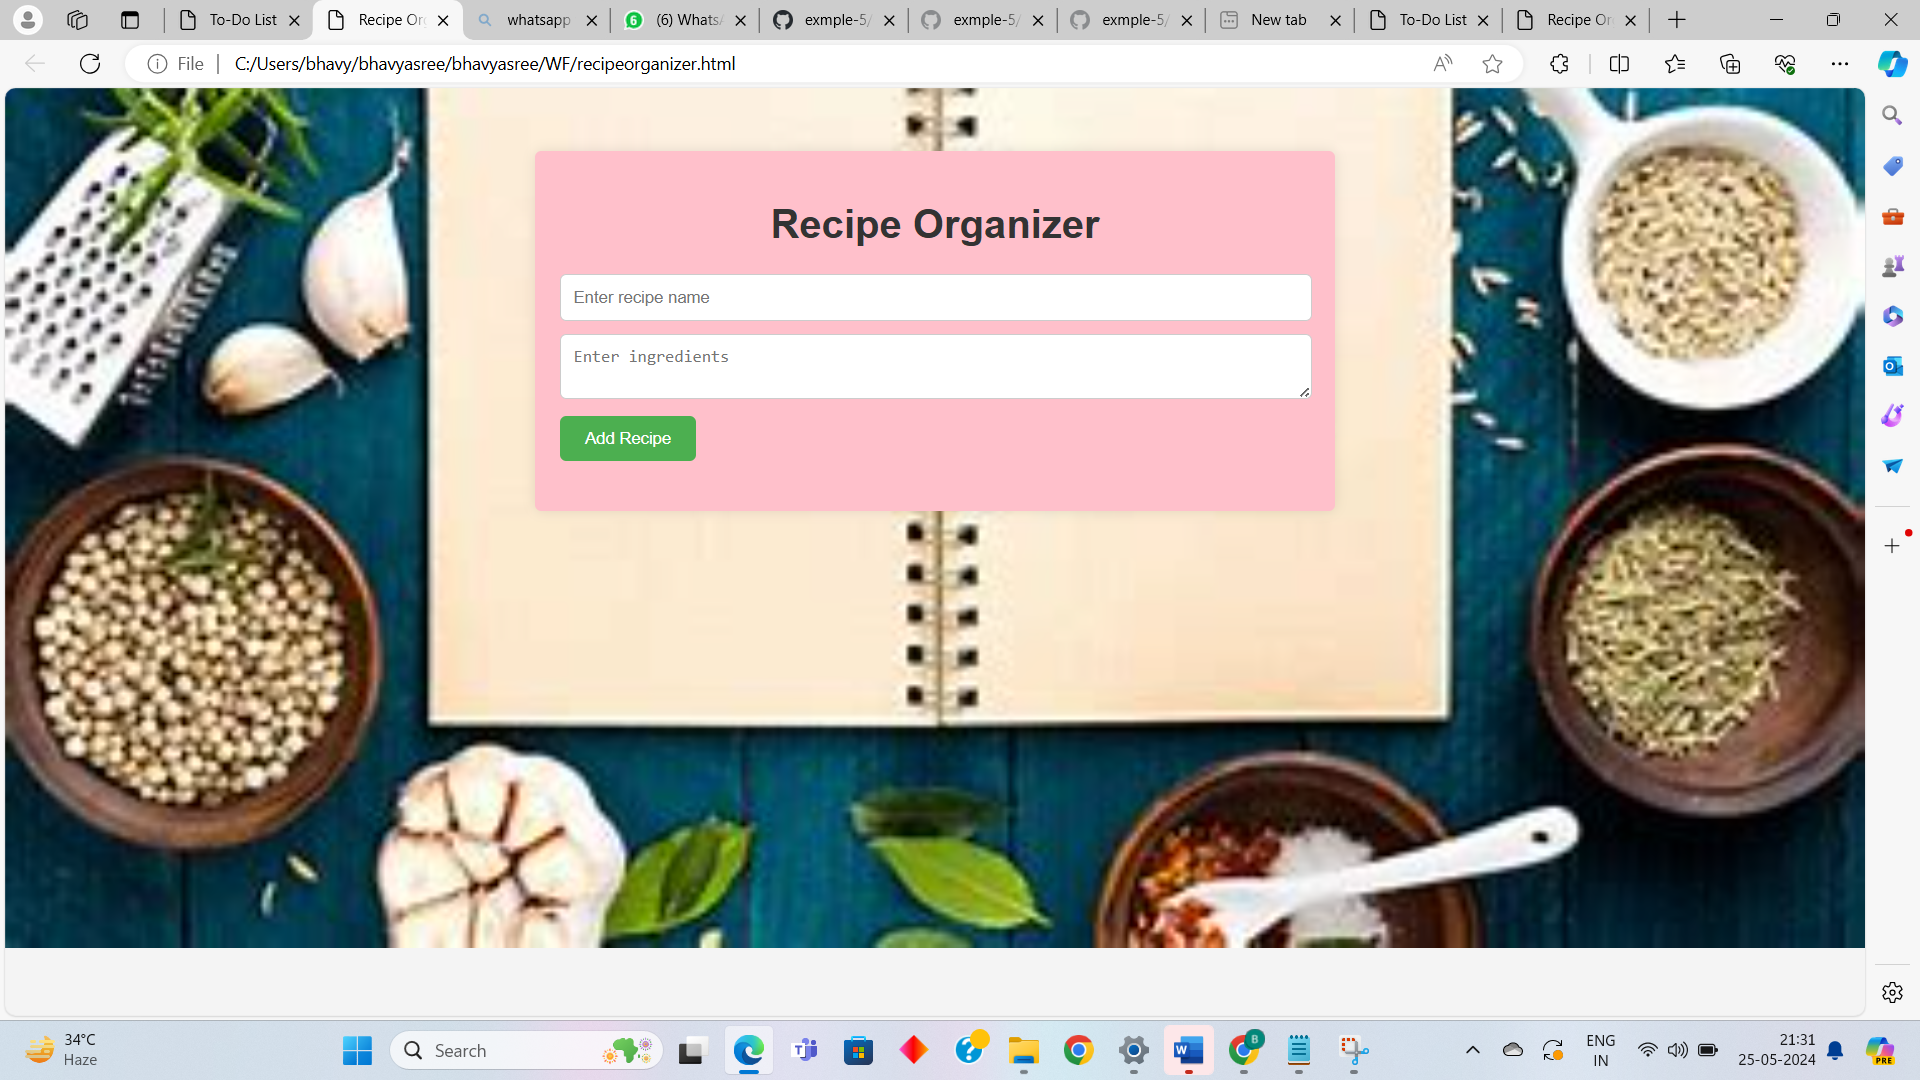 To-Do List
Recipe Or
whatsapp
(6) Whats
exmple-5/
exmple-5/
exmple-5/
New tab
To-Do List
Recipe Or
File
C:/Users/bhavy/bhavyasree/bhavyasree/WF/recipeorganizer.html
Recipe Organizer
Enter recipe name
Enter ingredients
Add Recipe
34°C
Haze
Search
ENG
IN
21:31
25-05-2024
PRE